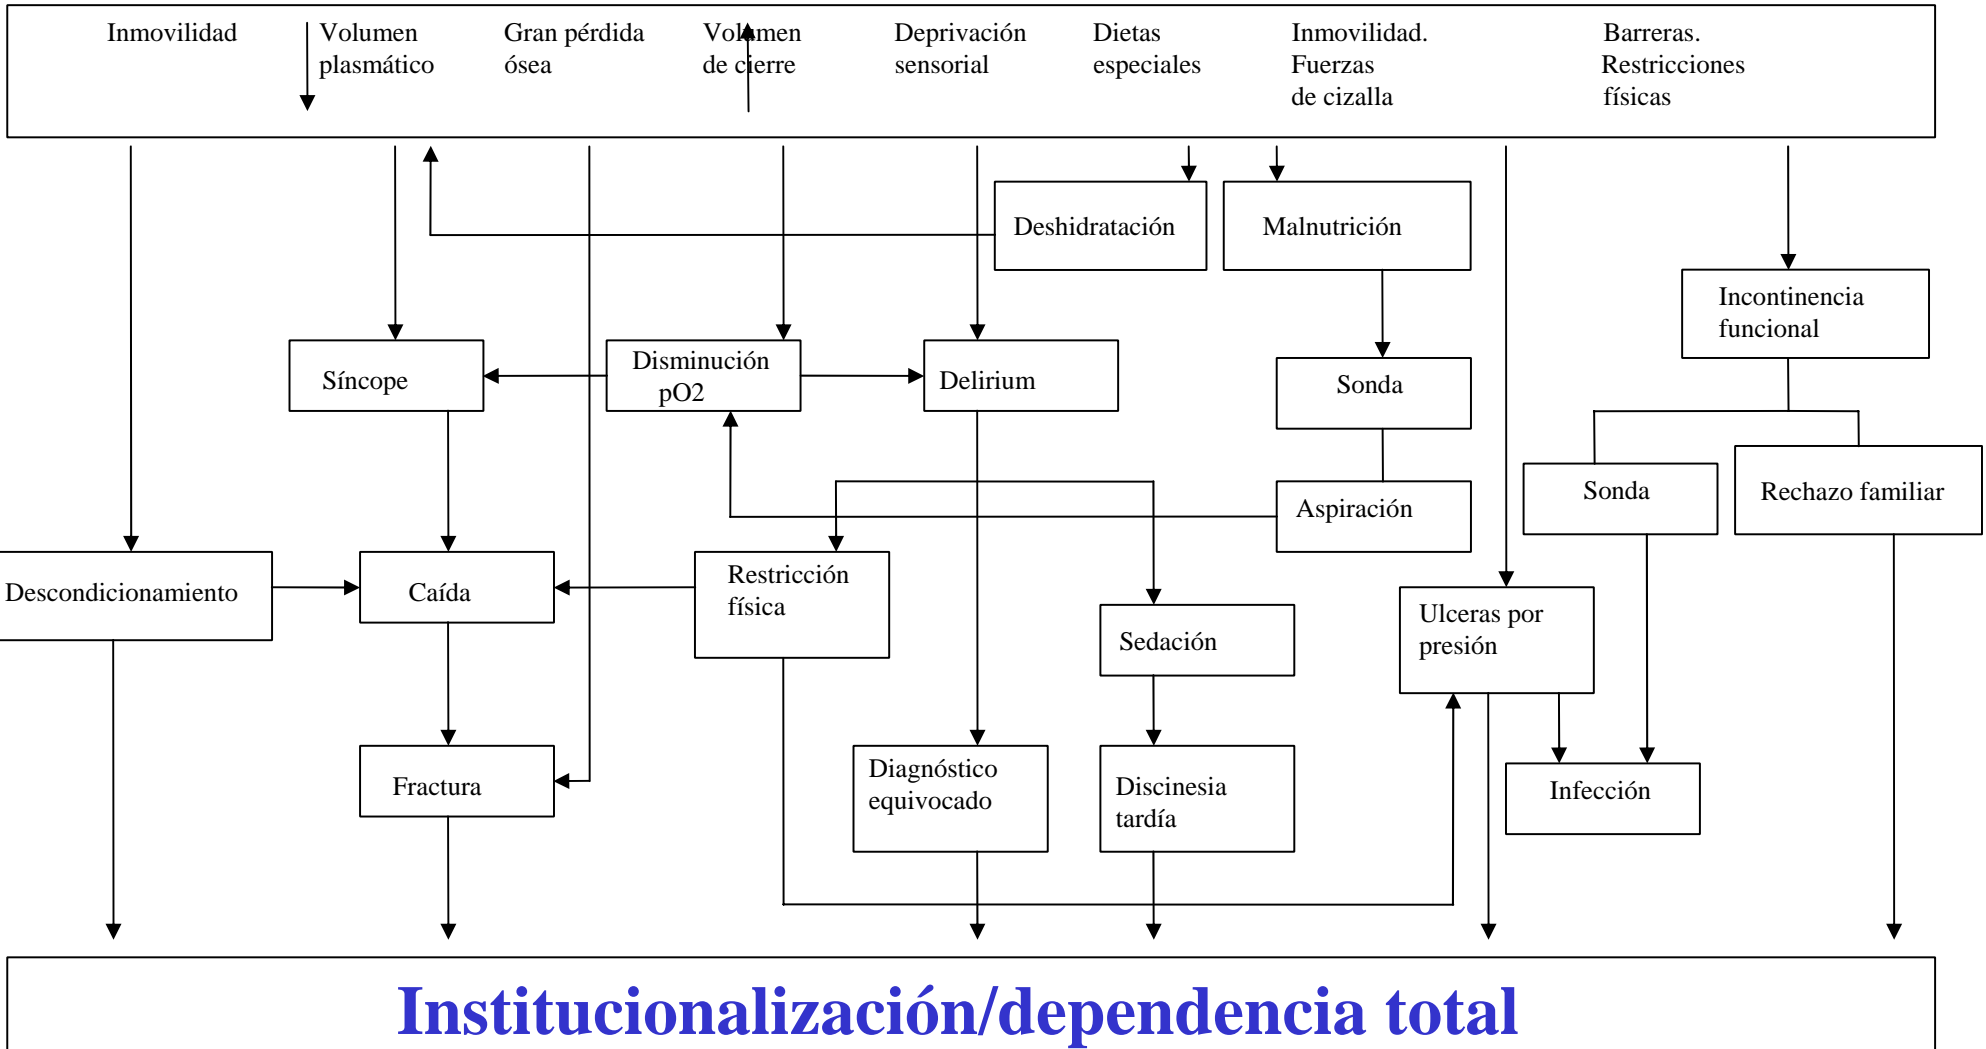 Inmovilidad
Volumen
plasmático
Gran pérdida
ósea
Volumen
de cierre
Deprivación
sensorial
Dietas
especiales
Inmovilidad.
Fuerzas
de cizalla
Barreras.
Restricciones
físicas
Deshidratación
Malnutrición
Incontinencia
funcional
Síncope
Disminución
pO2
Delirium
Sonda
Sonda
Rechazo familiar
Aspiración
Descondicionamiento
Caída
Restricción
física
Sedación
Ulceras por
presión
Fractura
Diagnóstico
equivocado
Discinesia
tardía
Infección
Institucionalización/dependencia total